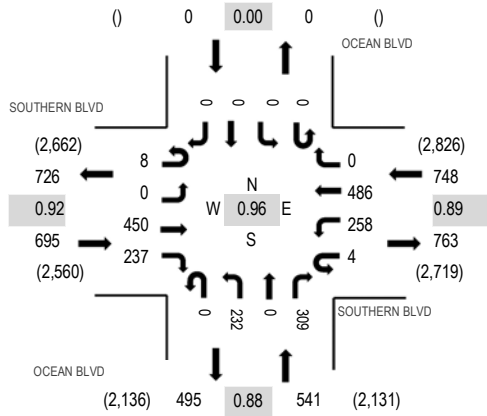 () 0 0.00 0 ()
OCEAN BLVD
0 0 0 0
SOUTHERN BLVD
(2,662) (2,826)
726 8 0 748
0 N 486
0.92 W 0.96 E 0.89
450 S 258
695 237 4 763
(2,560) (2,719)
0 232 0 309
SOUTHERN BLVD
OCEAN BLVD
(2,136) 495 0.88 541 (2,131)